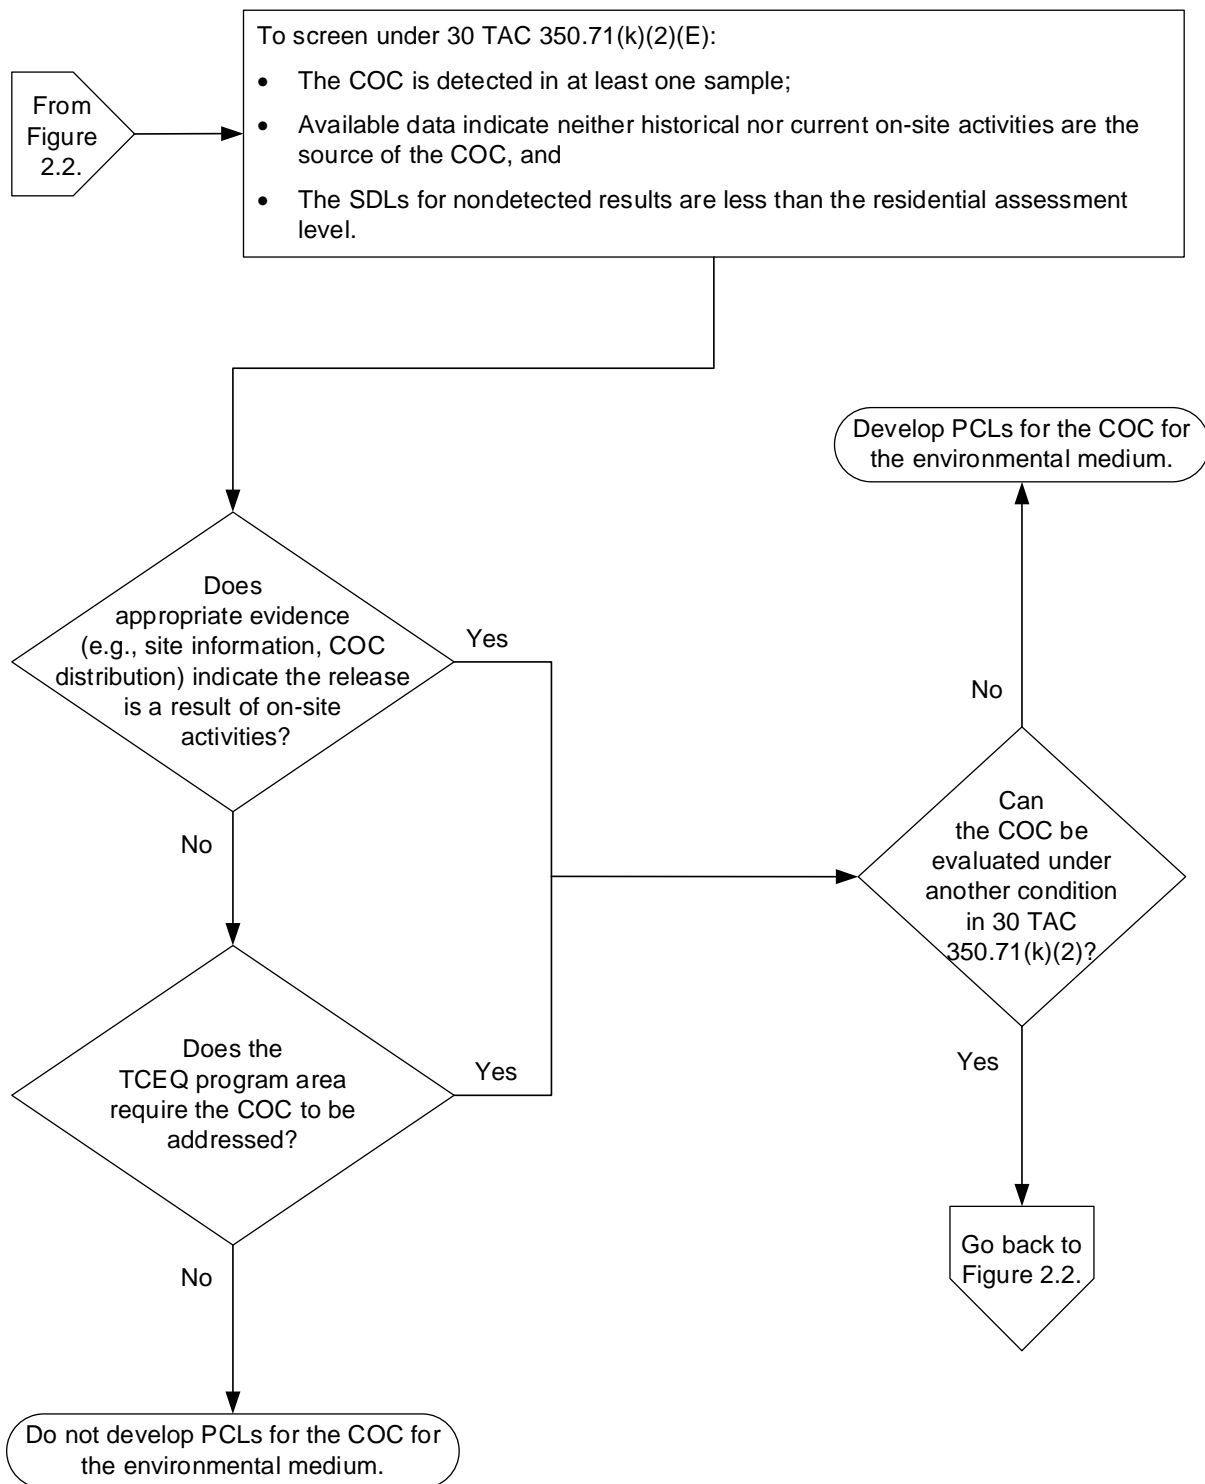 From
Figure
2.2.
To screen under 30 TAC 350.71(k)(2)(E):
• The COC is detected in at least one sample;
• Available data indicate neither historical nor current on-site activities are the
source of the COC, and
• The SDLs for nondetected results are less than the residential assessment
level.
Develop PCLs for the COC for
the environmental medium.
Does
appropriate evidence
(e.g., site information, COC
distribution) indicate the release
is a result of on-site
activities?
Yes
No
No
Can
the COC be
evaluated under
another condition
in 30 TAC
350.71(k)(2)?
Does the
TCEQ program area
require the COC to be
addressed?
Yes
Yes
No
Go back to
Figure 2.2.
Do not develop PCLs for the COC for
the environmental medium.